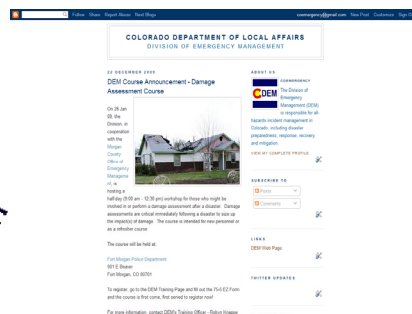 Follow Share Report Abuse Next Blog»
coemergency@gmail.com New Post Customize Sign O
COLORADO DEPARTMENT OF LOCAL AFFAIRS
DIVISION OF EMERGENCY MANAGEMENT
22 DECEMBER 2008
DEM Course Announcement - Damage
Assessment Course
On 28 Jan
09, the
Division, in
cooperation
with the
Morgan
County
Office of
Emergency
Manageme
nt, is
hosting a
half-day (8:00 am - 12:30 pm) workshop for those who might be
involved in or perform a damage assessment after a disaster. Damage
assessments are critical immediately following a disaster to size up
the impact(s) of damage. The course is intended for new personnel or
as a refresher course.
The course will be held at:
Fort Morgan Police Department
901 E Beaver
Fort Morgan, CO 80701
To register, go to the DEM Training Page and fill out the
and the course is first come, first served to register now!
For more information, contact DEM's Training Officer - Robyn Knappe
ABOUT US
COEMERGENCY
DEM
The Division of
Emergency
Management (DEM)
is responsible for all-
hazards incident management in
Colorado, including disaster
preparedness, response, recovery
and mitigation.
VIEW MY COMPLETE PROFILE
SUBSCRIBE TO
Posts
Comments
LINKS
DEM Web Page
TWITTER UPDATES